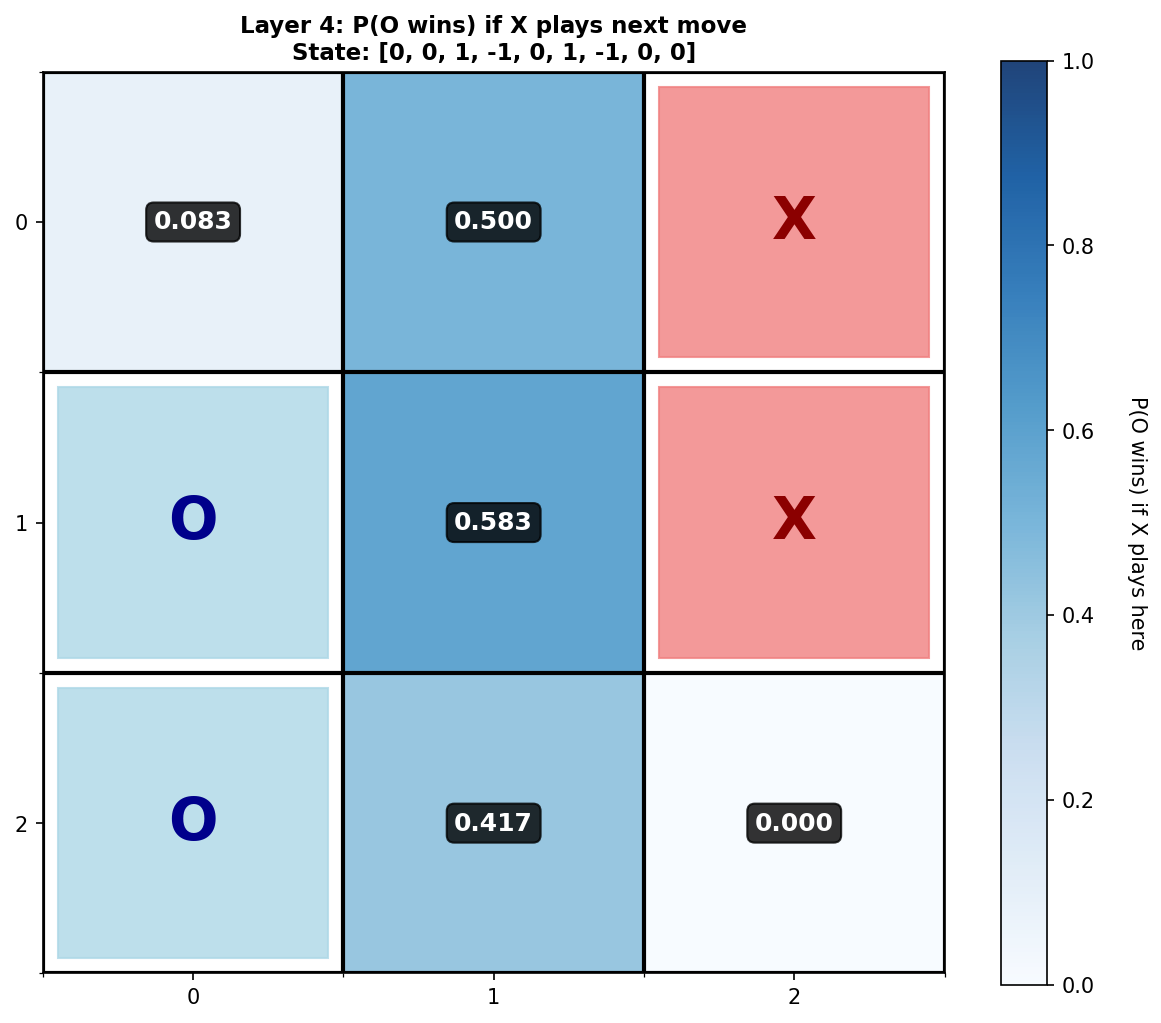 Layer 4: P(O wins) if X plays next move
State: [0, 0, 1, -1, 0, 1, -1, 0, 0]
0
0.083
0.500
X
1
O
0.583
X
2
O
0.417
0.000
0
1
2
1.0
0.8
0.6
0.4
0.2
0.0
P(O wins) if X plays here